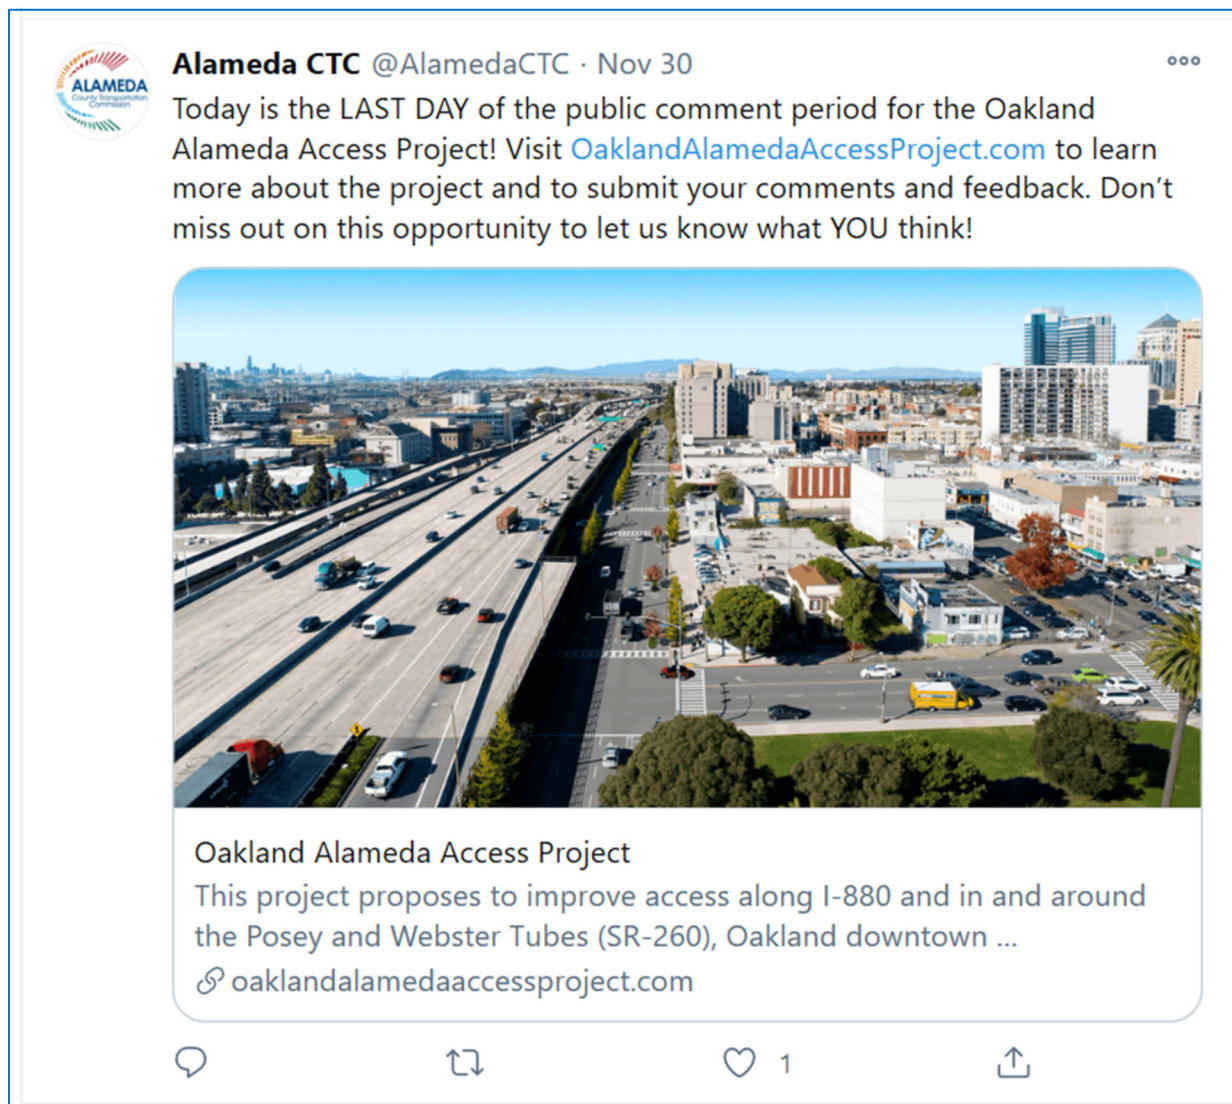 ALAMEDA
County Transportation
Commission
Alameda CTC @AlamedaCTC · Nov 30
Today is the LAST DAY of the public comment period for the Oakland
Alameda Access Project! Visit OaklandAlamedaAccessProject.com to learn
more about the project and to submit your comments and feedback. Don’t
miss out on this opportunity to let us know what YOU think!
Oakland Alameda Access Project
This project proposes to improve access along I-880 and in and around
the Posey and Webster Tubes (SR-260), Oakland downtown ...
oaklandalamedaaccessproject.com
1